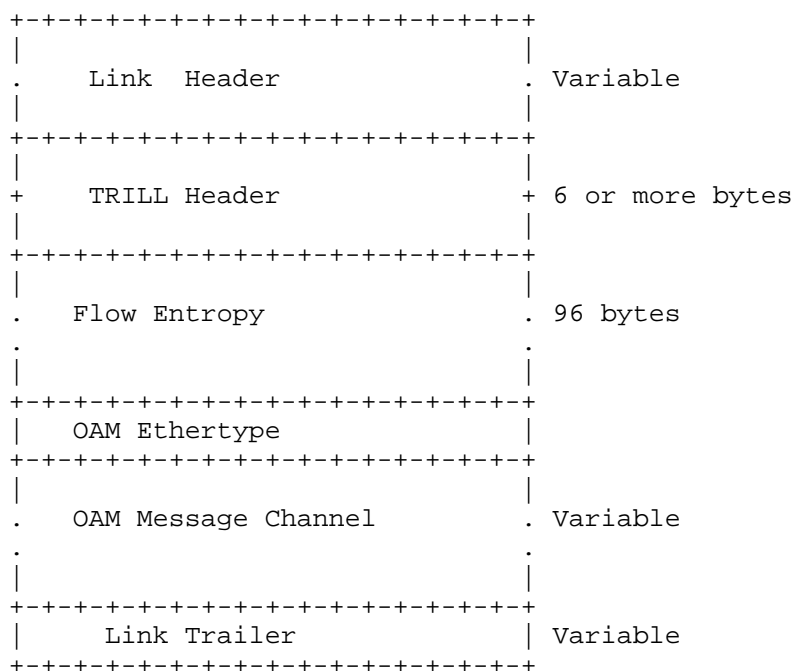 +-+-+-+-+-+-+-+-+-+-+-+-+-+-+-+-+
|                               |
.    Link  Header               . Variable
|                               |
+-+-+-+-+-+-+-+-+-+-+-+-+-+-+-+-+
|                               |
+    TRILL Header               + 6 or more bytes
|                               |
+-+-+-+-+-+-+-+-+-+-+-+-+-+-+-+-+
|                               |
.   Flow Entropy                . 96 bytes
.                               .
|                               |
+-+-+-+-+-+-+-+-+-+-+-+-+-+-+-+-+
|   OAM Ethertype               |
+-+-+-+-+-+-+-+-+-+-+-+-+-+-+-+-+
|                               |
.   OAM Message Channel         . Variable
.                               .
|                               |
+-+-+-+-+-+-+-+-+-+-+-+-+-+-+-+-+
|     Link Trailer              | Variable
+-+-+-+-+-+-+-+-+-+-+-+-+-+-+-+-+